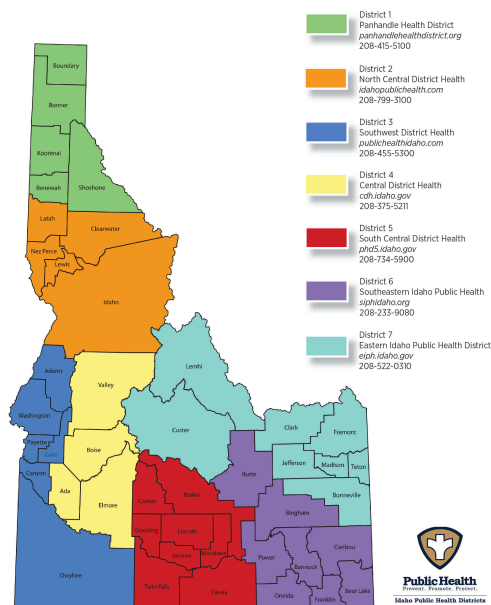 District 1
Panhandle Health District
panhandlehealthdistrict.org
208-415-5100
District 2
North Central District Health
idahopublichealth.com
208-799-3100
District 3
Southwest District Health
publichealthidaho.com
208-455-5300
District 4
Central District Health
cdh.idaho.gov
208-375-5211
District 5
South Central District Health
phd5.idaho.gov
208-734-5900
District 6
Southeastern Idaho Public Health
siphidaho.org
208-233-9080
District 7
Eastern Idaho Public Health District
eiph.idaho.gov
208-522-0310
Boundary
Bonner
Kootenai
Benewah
Shoshone
Latah
Clearwater
Nez Perce
Lewis
Idaho
Adams
Valley
Lemhi
Washington
Custer
Payette
Gem
Boise
Canyon
Ada
Elmore
Owyhee
Camas
Blaine
Gooding
Lincoln
Jerome
Minidoka
Twin Falls
Cassia
Butte
Clark
Fremont
Jefferson
Madison
Teton
Bonneville
Bingham
Power
Caribou
Bannock
Oneida
Franklin
Bear Lake
Public Health
Prevent. Promote. Protect.
Idaho Public Health Districts